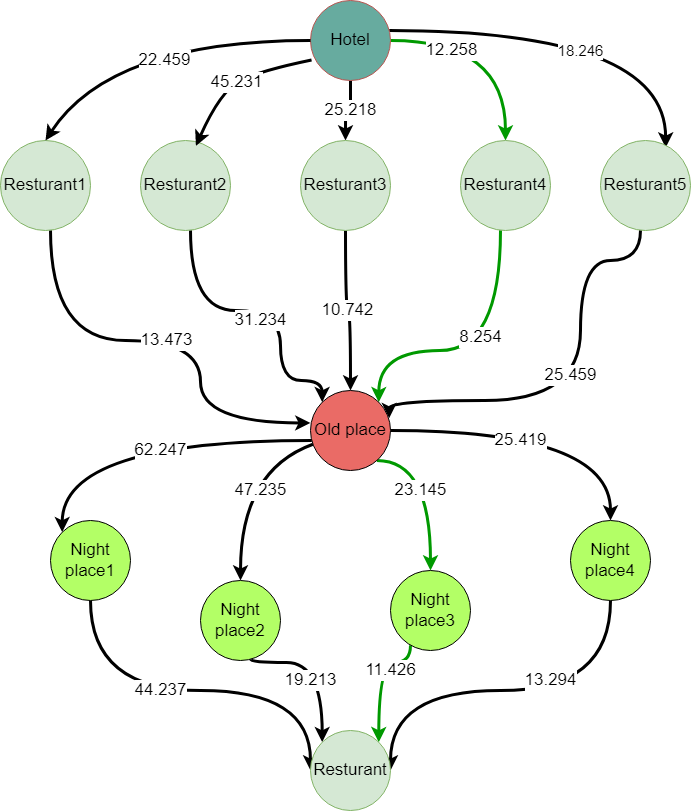 Hotel
12.258
18.246
22.459
45.231
25.218
Resturant1
Resturant2
Resturant3
Resturant4
Resturant5
10.742
31.234
8.254
13.473
25.459
Old place
62.247
25.419
47.235
23.145
Night
place1
Night
place2
Night
place3
Night
place4
44.237
19.213
11.426
13.294
Resturant